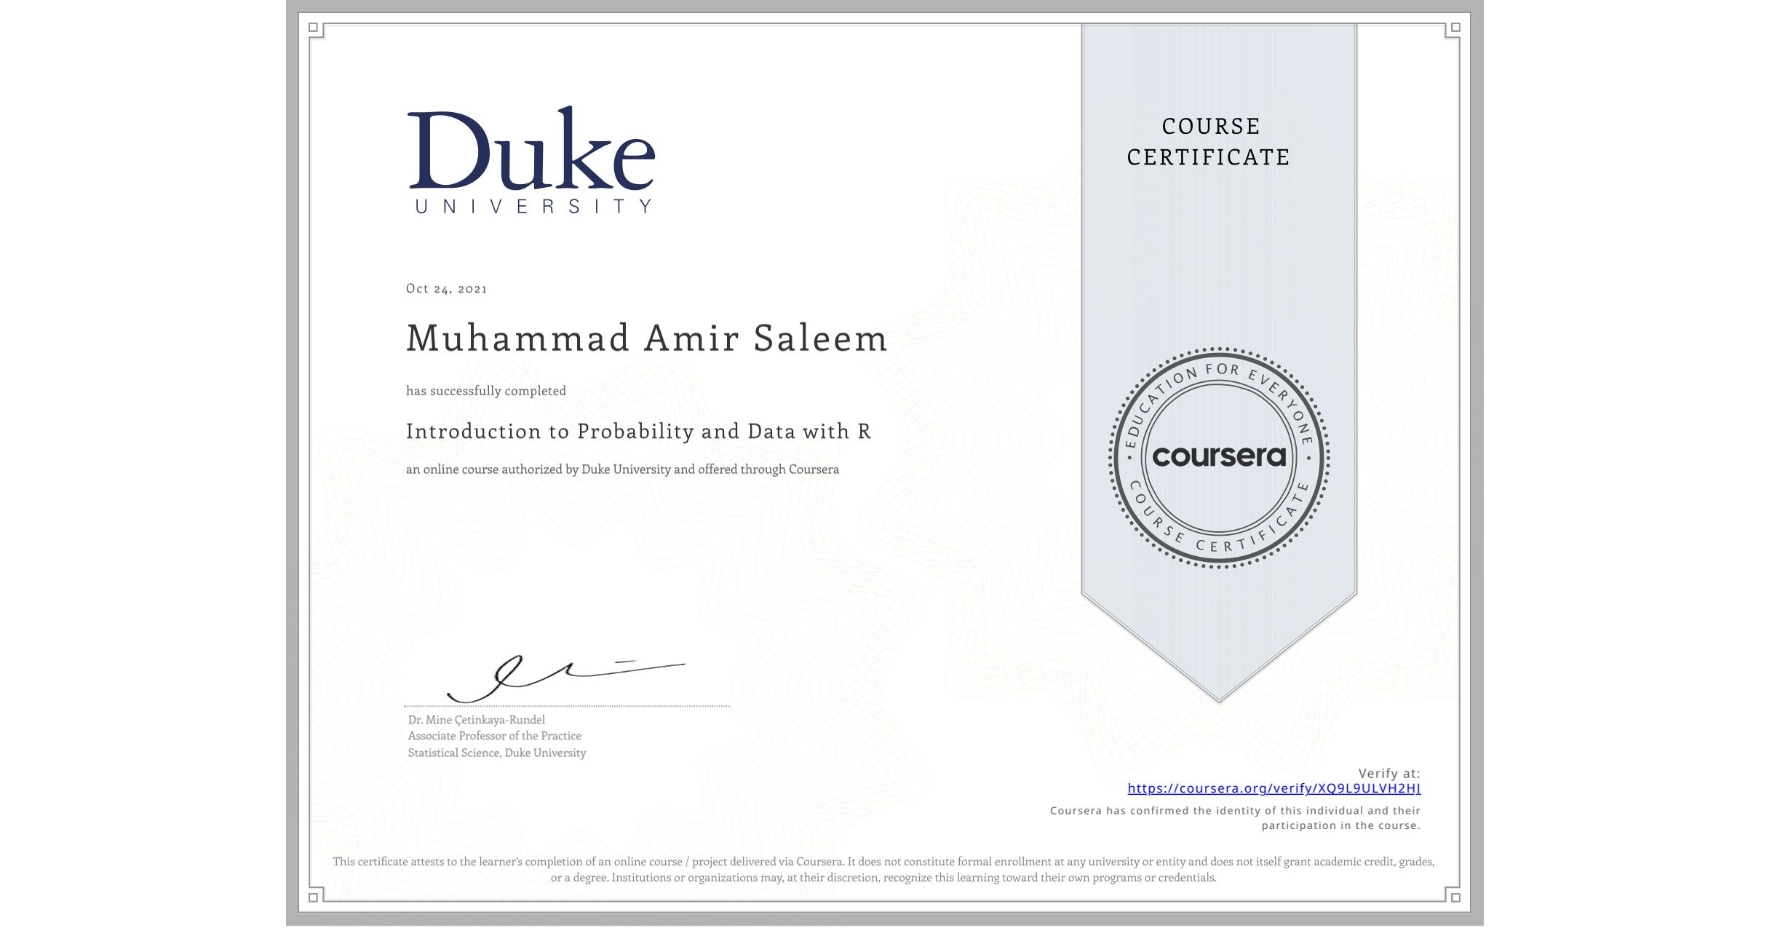 Duke
UNIVERSITY
COURSE
CERTIFICATE
Oct 24, 2021
Muhammad Amir Saleem
has successfully completed
Introduction to Probability and Data with R
an online course authorized by Duke University and offered through Coursera
EDUCATION FOR EVERYONE
coursera
COURSE CERTIFICATE
Dr. Mine Çetinkaya-Rundel
Associate Professor of the Practice
Statistical Science, Duke University
Verify at:
https://coursera.org/verify/XQ9L9ULVH2HJ
Coursera has confirmed the identity of this individual and their
participation in the course.
This certificate attests to the learner's completion of an online course / project delivered via Coursera. It does not constitute formal enrollment at any university or entity and does not itself grant academic credit, grades,
or a degree. Institutions or organizations may, at their discretion, recognize this learning toward their own programs or credentials.